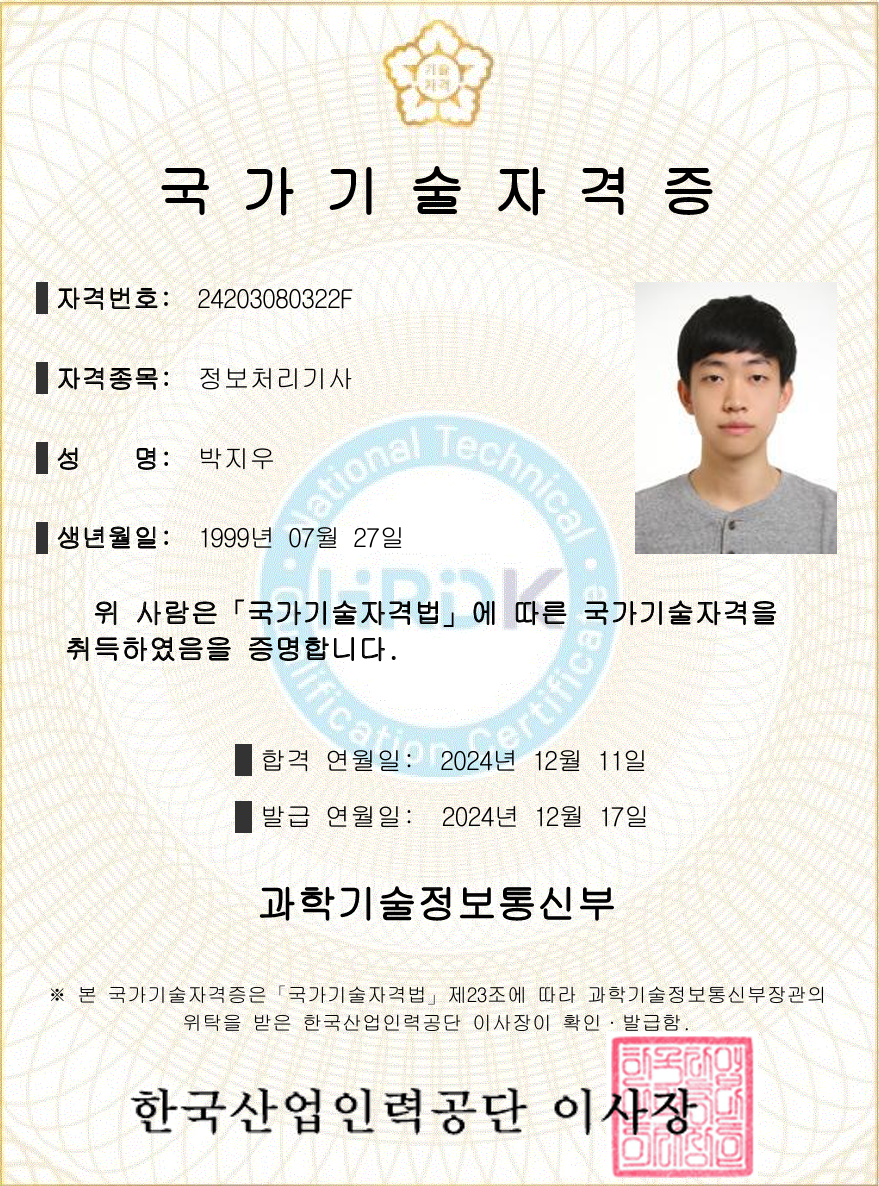 기술
자격
국가기술자격증
자격번호: 24203080322F
자격종목: 정보처리기사
성 명: 박지우
생년월일: 1999년 07월 27일
National Technical
HRDK
Qualification Certificate
위 사람은「국가기술자격법」에 따른 국가기술자격을
취득하였음을 증명합니다.
합격 연월일: 2024년 12월 11일
발급 연월일: 2024년 12월 17일
과학기술정보통신부
※ 본 국가기술자격증은「국가기술자격법」제23조에 따라 과학기술정보통신부장관의
위탁을 받은 한국산업인력공단 이사장이 확인·발급함.
한국산업인력공단 이사장